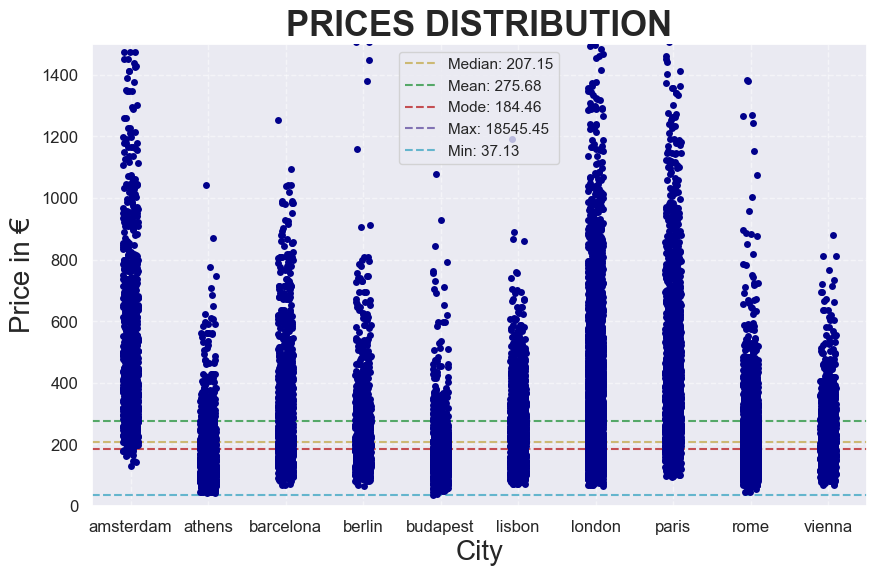 PRICES DISTRIBUTION
Median: 207.15
Mean: 275.68
Mode: 184.46
Max: 18545.45
Min: 37.13
Price in €
1400
1200
1000
800
600
400
200
0
amsterdam athens barcelona berlin budapest lisbon london paris rome vienna
City